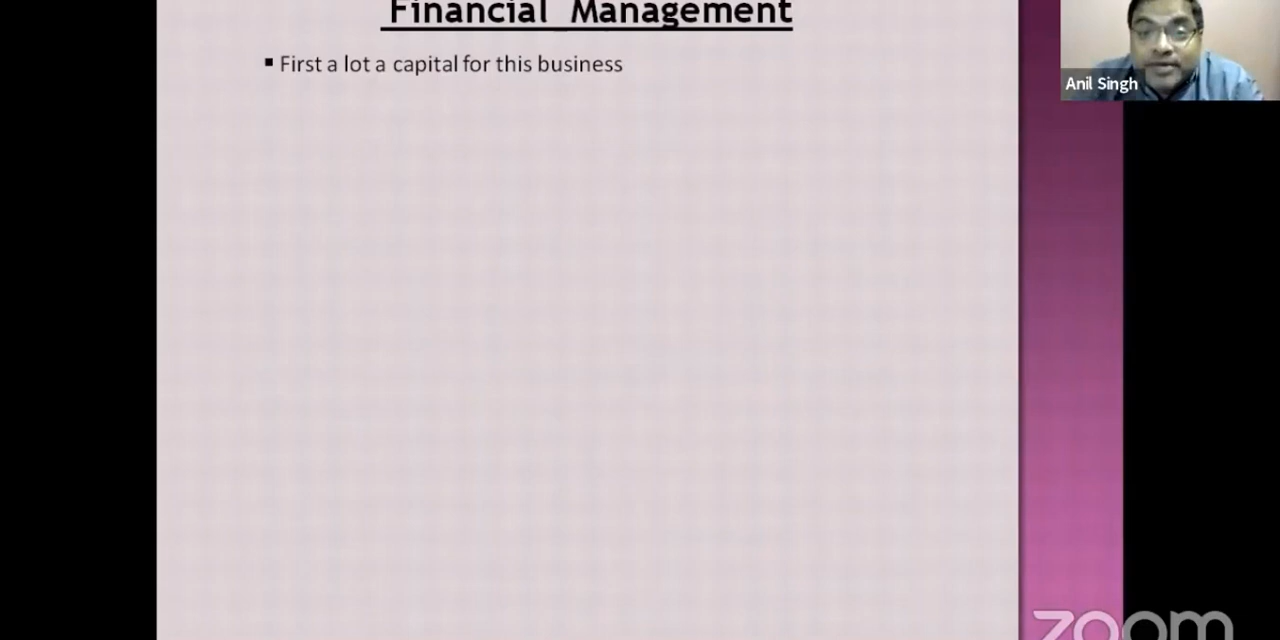 Financial Management
▪ First a lot a capital for this business
Anil Singh
zoom